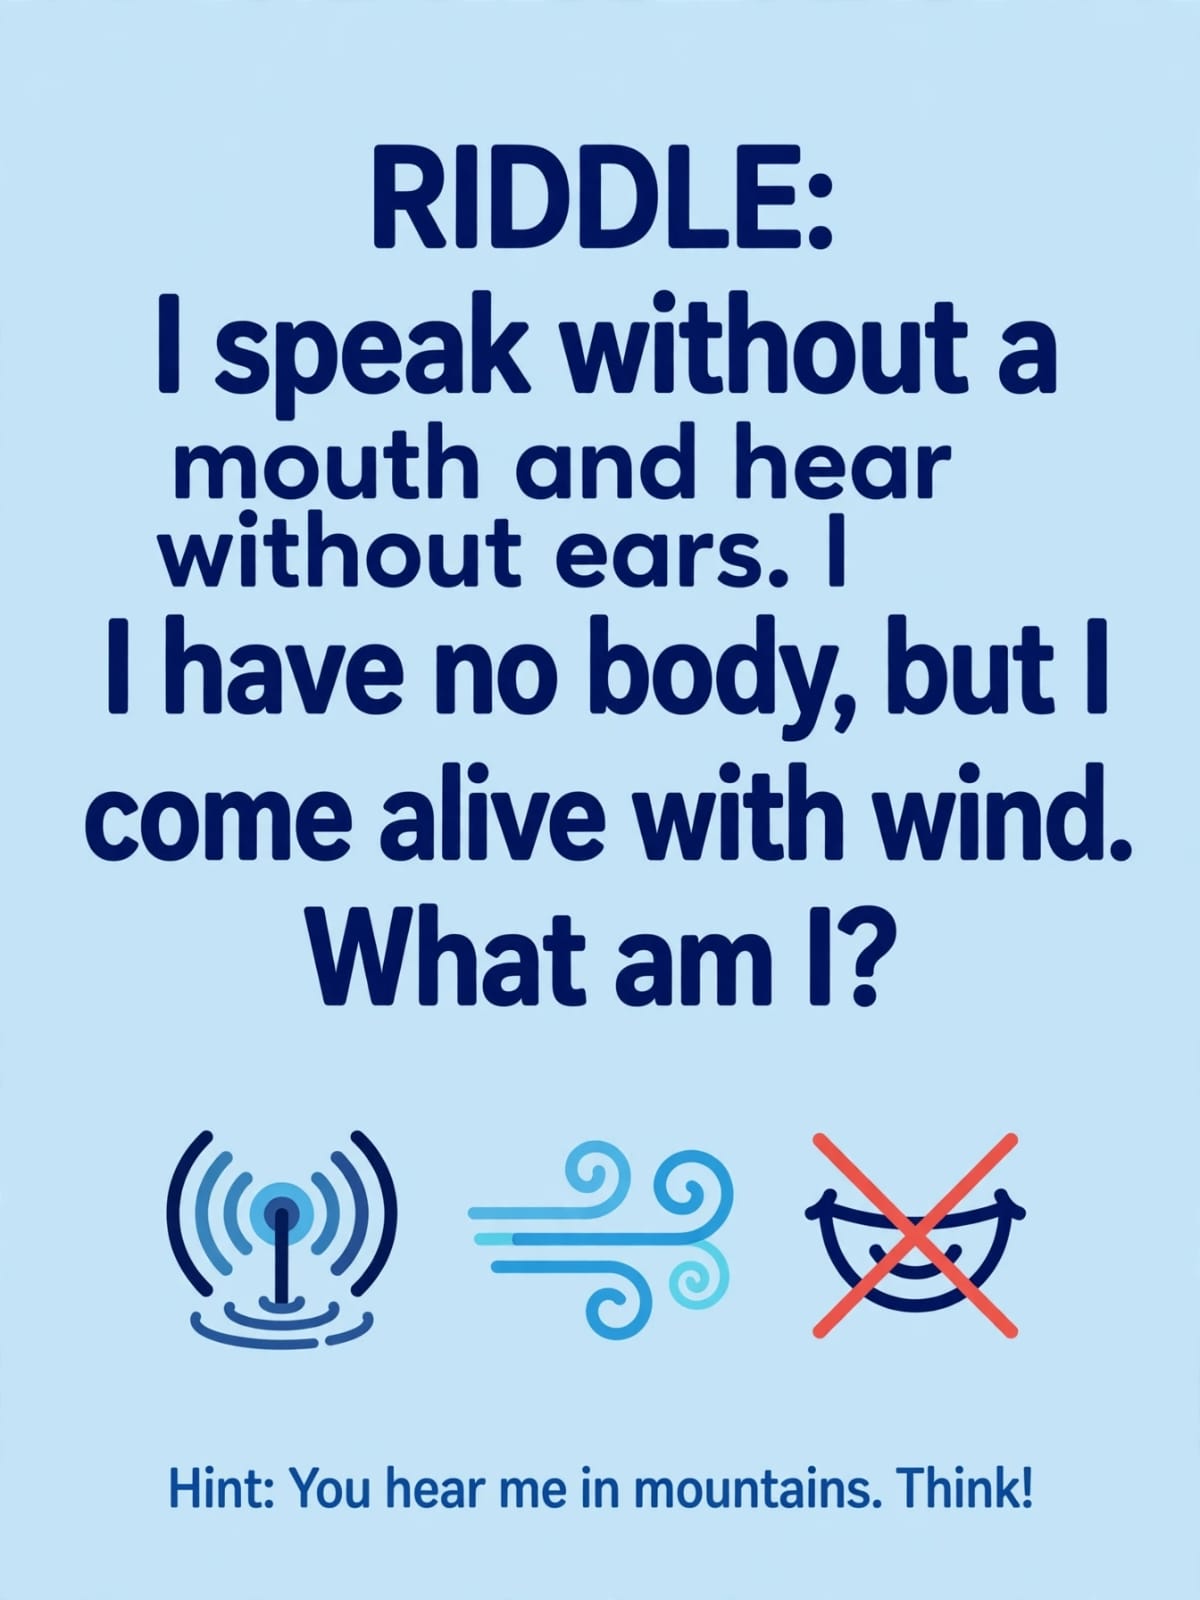 RIDDLE:
I speak without a
mouth and hear
without ears. I
I have no body, but I
come alive with wind.
What am I?
Hint: You hear me in mountains. Think!